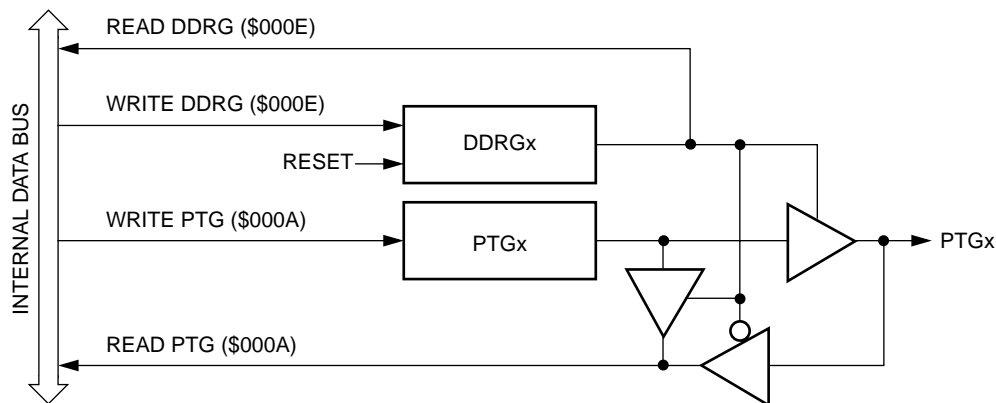 READ DDRG ($000E)
WRITE DDRG ($000E)
DDRGx
RESET
INTERNAL DATA BUS
WRITE PTG ($000A)
PTGx
PTGx
READ PTG ($000A)